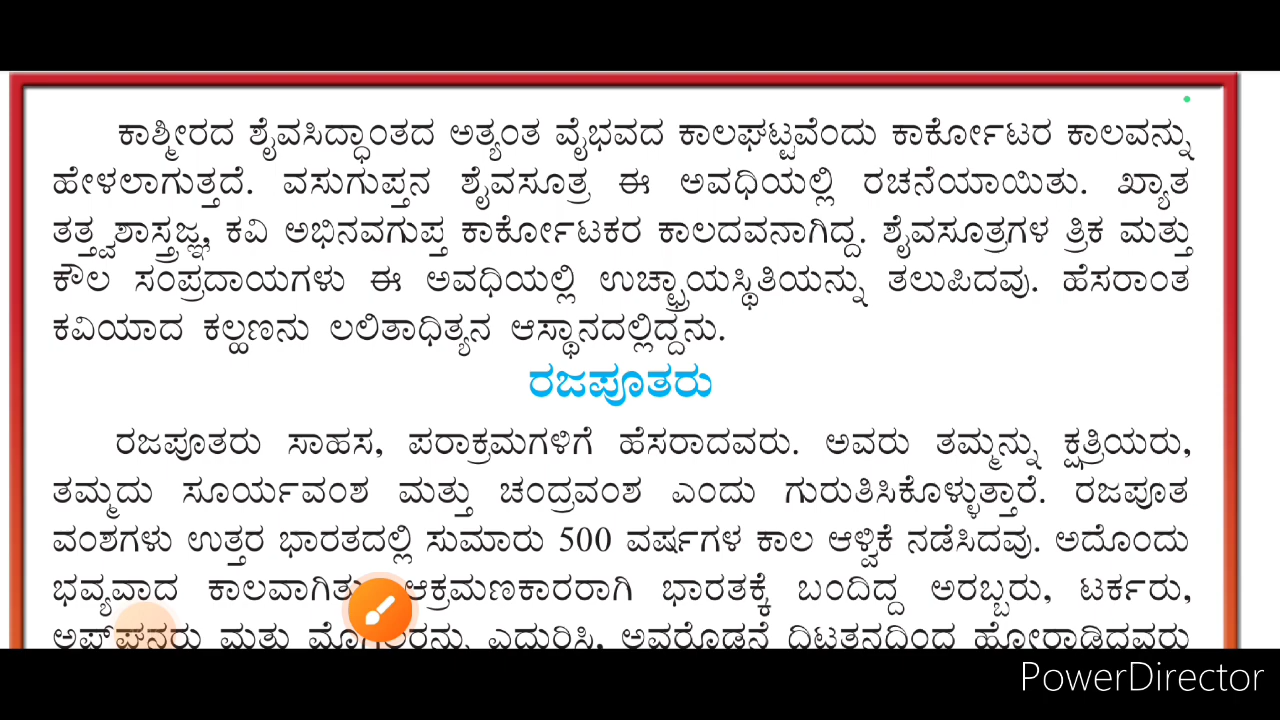 ಕಾಶ್ಮೀರದ ಶೈವಸಿದ್ಧಾಂತದ ಅತ್ಯಂತ ವೈಭವದ ಕಾಲಘಟ್ಟವೆಂದು ಕಾರ್ಕೋಟರ ಕಾಲವನ್ನು
ಹೇಳಲಾಗುತ್ತದೆ. ವಸುಗುಪ್ತನ ಶೈವಸೂತ್ರ ಈ ಅವಧಿಯಲ್ಲಿ ರಚನೆಯಾಯಿತು. ಖ್ಯಾತ
ತತ್ತ್ವಶಾಸ್ತ್ರಜ್ಞ, ಕವಿ ಅಭಿನವಗುಪ್ತ ಕಾರ್ಕೋಟಕರ ಕಾಲದವನಾಗಿದ್ದ. ಶೈವಸೂತ್ರಗಳ ತ್ರಿಕ ಮತ್ತು
ಕೌಲ ಸಂಪ್ರದಾಯಗಳು ಈ ಅವಧಿಯಲ್ಲಿ ಉಚ್ಛ್ರಾಯಸ್ಥಿತಿಯನ್ನು ತಲುಪಿದವು. ಹೆಸರಾಂತ
ಕವಿಯಾದ ಕಲ್ಹಣನು ಲಲಿತಾಧಿತ್ಯನ ಆಸ್ಥಾನದಲ್ಲಿದ್ದನು.
ರಜಪೂತರು
ರಜಪೂತರು ಸಾಹಸ, ಪರಾಕ್ರಮಗಳಿಗೆ ಹೆಸರಾದವರು. ಅವರು ತಮ್ಮನ್ನು ಕ್ಷತ್ರಿಯರು,
ತಮ್ಮದು ಸೂರ್ಯವಂಶ ಮತ್ತು ಚಂದ್ರವಂಶ ಎಂದು ಗುರುತಿಸಿಕೊಳ್ಳುತ್ತಾರೆ. ರಜಪೂತ
ವಂಶಗಳು ಉತ್ತರ ಭಾರತದಲ್ಲಿ ಸುಮಾರು 500 ವರ್ಷಗಳ ಕಾಲ ಆಳ್ವಿಕೆ ನಡೆಸಿದವು. ಅದೊಂದು
ಭವ್ಯವಾದ ಕಾಲವಾಗಿತ್ತು. ಆಕ್ರಮಣಕಾರರಾಗಿ ಭಾರತಕ್ಕೆ ಬಂದಿದ್ದ ಅರಬ್ಬರು, ಟರ್ಕರು,
ಅಫ್ಘನರು ಮತ್ತು ಎದುರಿಸಿ, ಅವರೊಡನೆ ದಿಟ್ಟತನದಿಂದ ಹೋರಾಡಿದವರು
PowerDirector